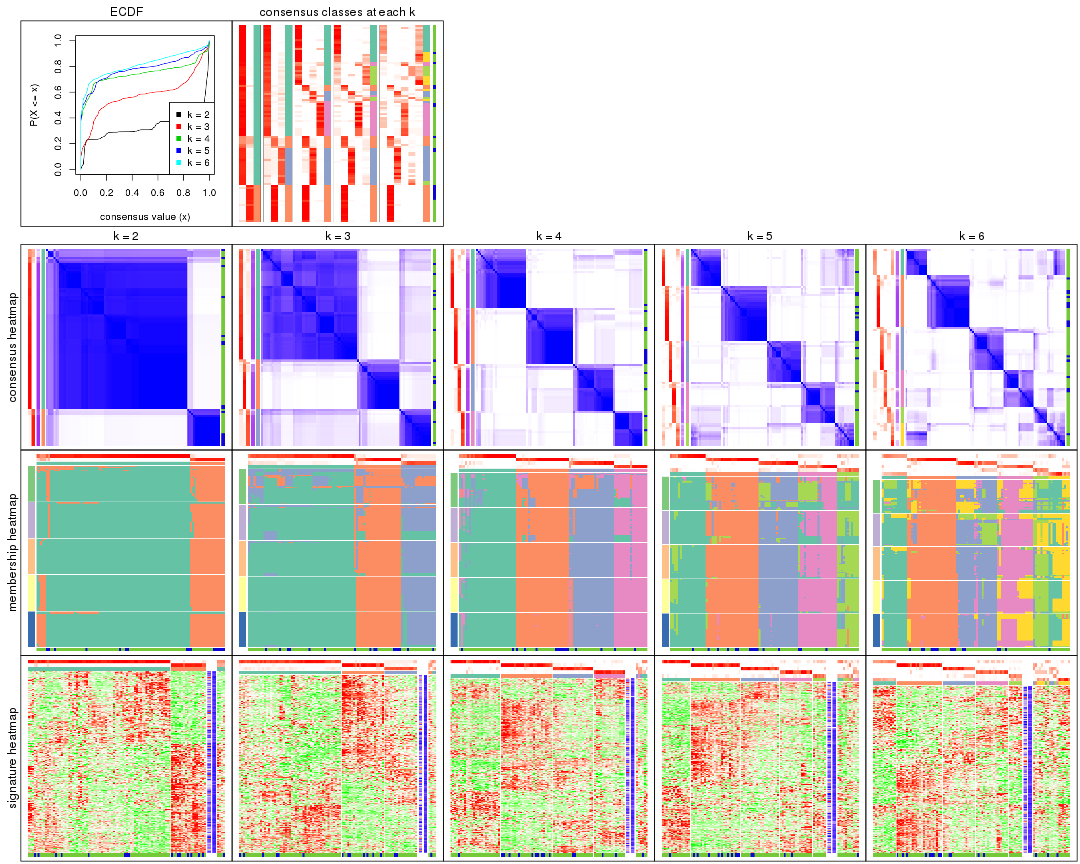 ECDF
consensus classes at each k
P(X <= x)
1.0
0.8
0.6
0.4
0.2
0.0
k = 2
k = 3
k = 4
k = 5
k = 6
0.0 0.2 0.4 0.6 0.8 1.0
consensus value (x)
k = 2
k = 3
k = 4
k = 5
k = 6
consensus heatmap
membership heatmap
signature heatmap